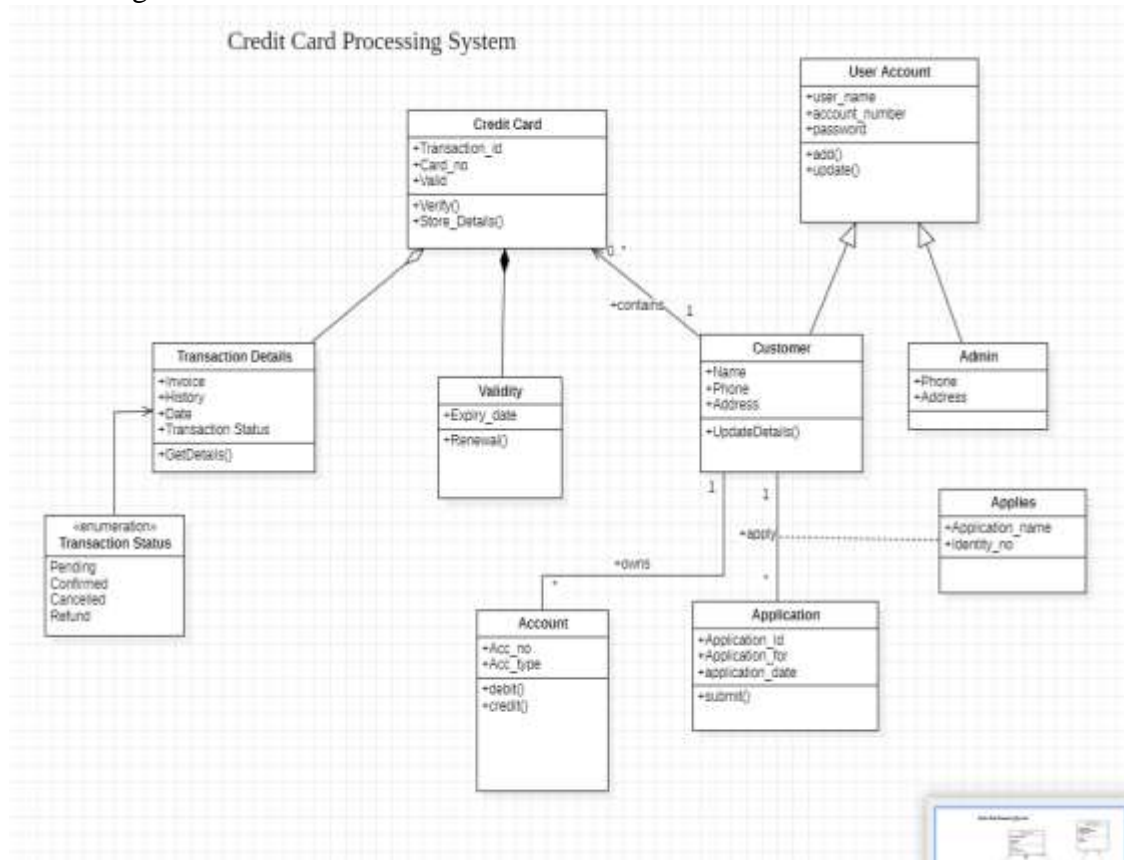 Credit Card Processing System
User Account
+user_name
+account_number
+password
+add()
+update()
Credit Card
+Transaction_id
+Card_no
+Valid
+Verify()
+Store_Details()
0..*
+contains
1
Transaction Details
+Invoice
+History
+Date
+Transaction Status
+GetDetails()
Validity
+Expiry_date
+Renewal()
Customer
+Name
+Phone
+Address
+UpdateDetails()
Admin
+Phone
+Address
1
1
Applies
+Application_name
+Identity_no
«enumeration»
Transaction Status
Pending
Confirmed
Cancelled
Refund
+apply
+owns
*
*
Account
+Acc_no
+Acc_type
+debit()
+credit()
Application
+Application_id
+Application_for
+application_date
+submit()